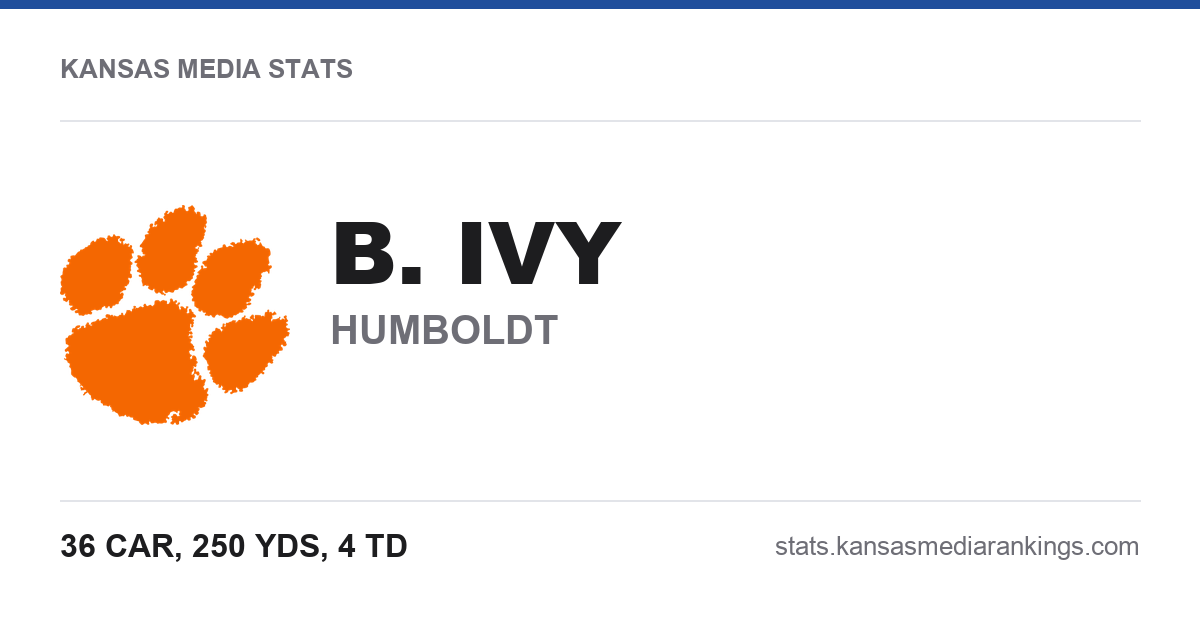 KANSAS MEDIA STATS
B. IVY
HUMBOLDT
36 CAR, 250 YDS, 4 TD
stats.kansasmediarankings.com